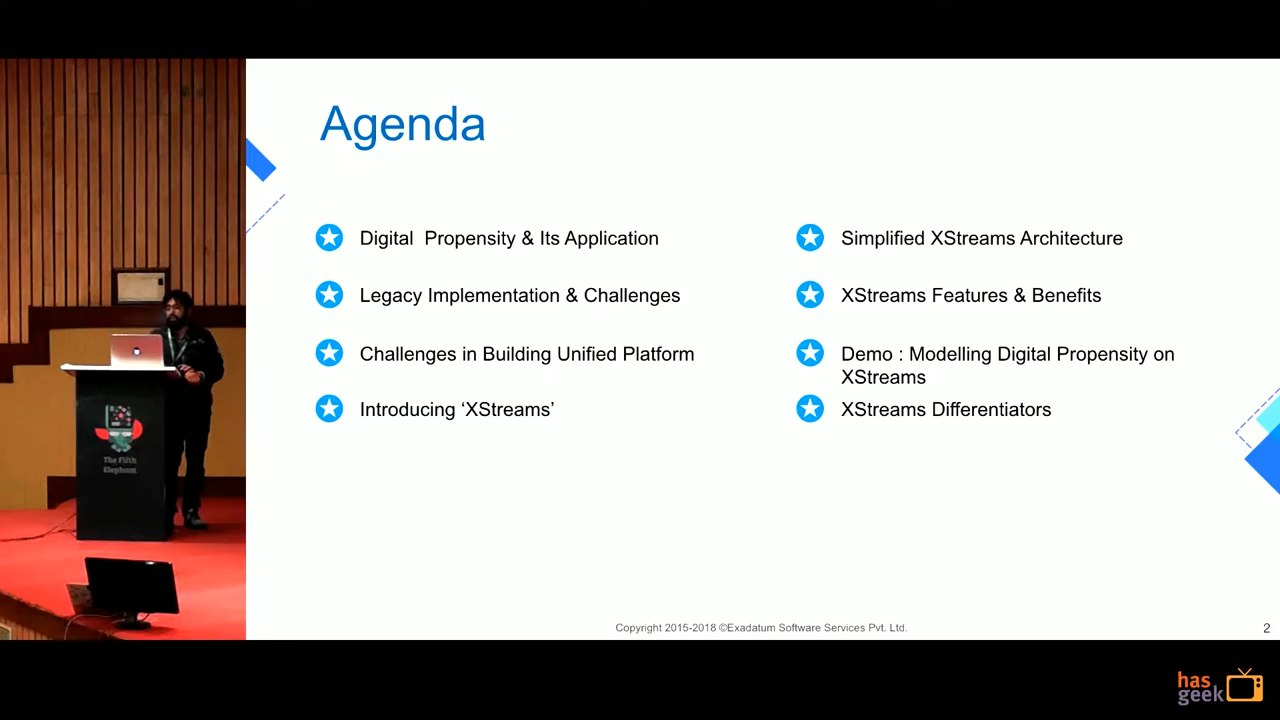 Agenda
Digital Propensity & Its Application
Legacy Implementation & Challenges
Challenges in Building Unified Platform
Introducing ‘XStreams’
Simplified XStreams Architecture
XStreams Features & Benefits
Demo : Modelling Digital Propensity on
XStreams
XStreams Differentiators
The Fifth
Elephant
Copyright 2015-2018 ©Exadatum Software Services Pvt. Ltd.
2
has
geek